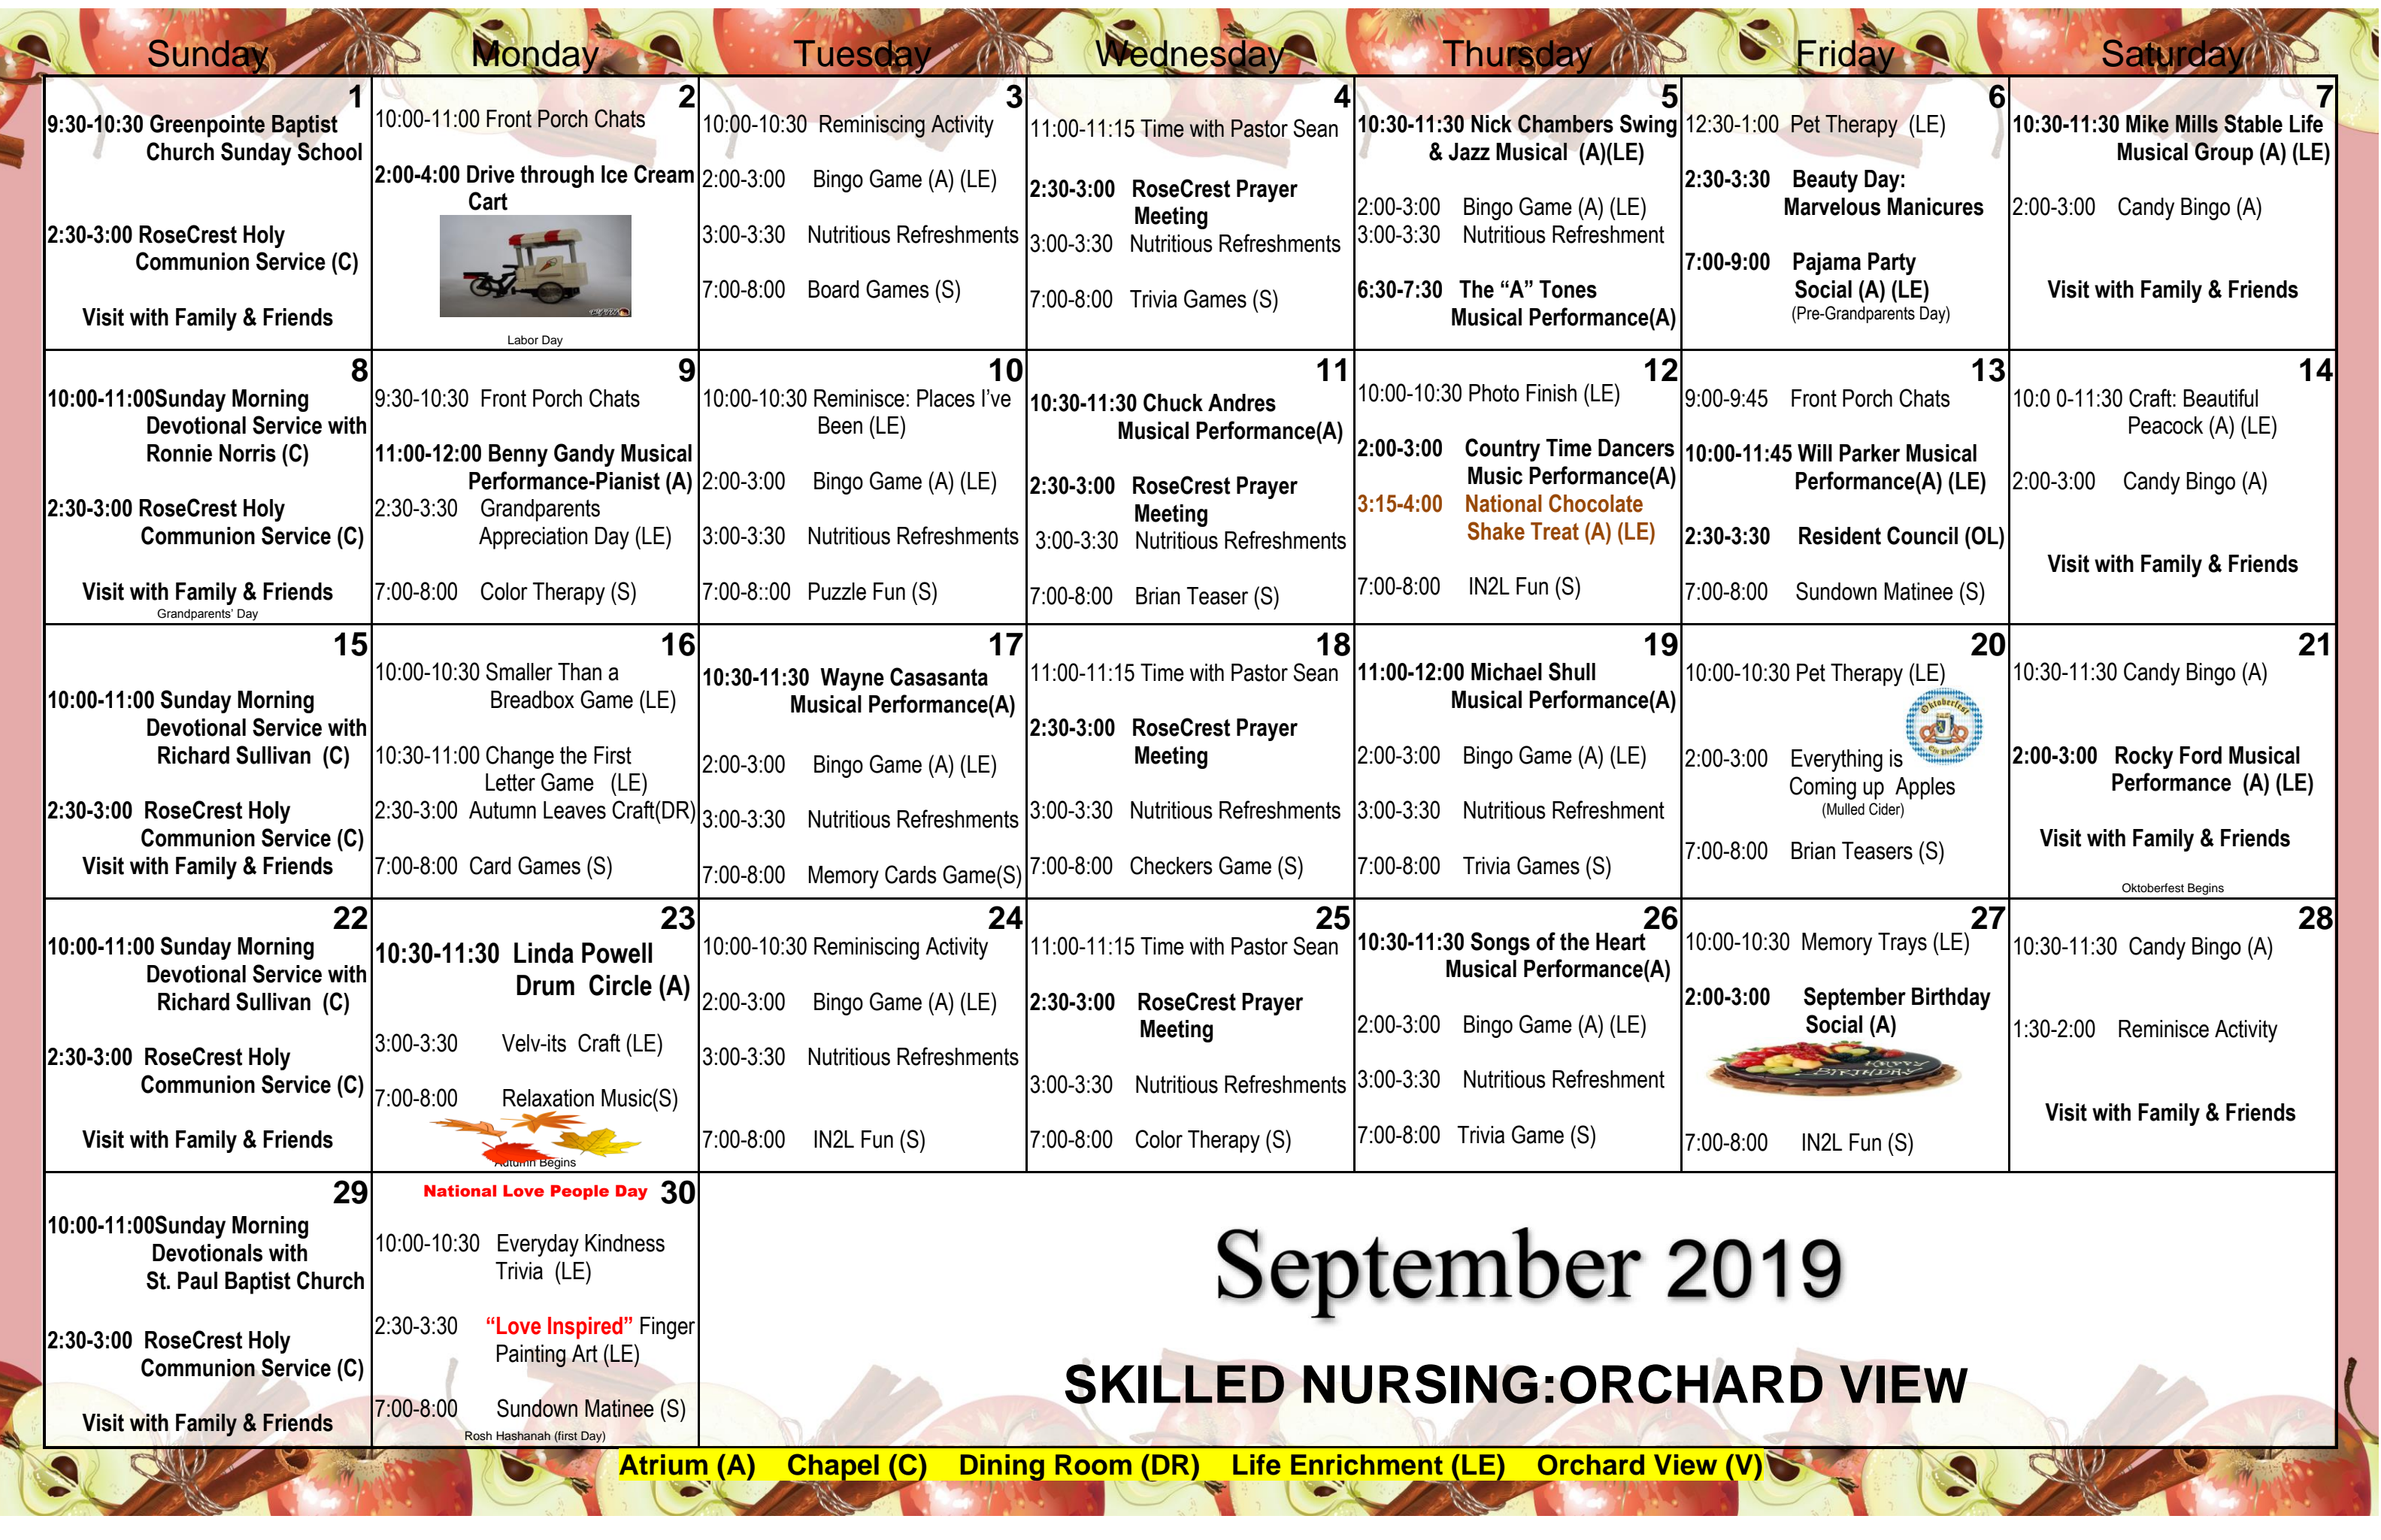 Sunday Monday Tuesday Wednesday Thursday Friday Saturday
1
9:30-10:30 Greenpointe Baptist
Church Sunday School
2:30-3:00 RoseCrest Holy
Communion Service (C)
Visit with Family & Friends
2
10:00-11:00 Front Porch Chats
2:00-4:00 Drive through Ice Cream
Cart
Labor Day
3
10:00-10:30 Reminiscing Activity
2:00-3:00 Bingo Game (A) (LE)
3:00-3:30 Nutritious Refreshments
7:00-8:00 Board Games (S)
4
11:00-11:15 Time with Pastor Sean
2:30-3:00 RoseCrest Prayer
Meeting
3:00-3:30 Nutritious Refreshments
7:00-8:00 Trivia Games (S)
5
10:30-11:30 Nick Chambers Swing
& Jazz Musical (A)(LE)
2:00-3:00 Bingo Game (A) (LE)
3:00-3:30 Nutritious Refreshment
6:30-7:30 The “A” Tones
Musical Performance(A)
6
12:30-1:00 Pet Therapy (LE)
2:30-3:30 Beauty Day:
Marvelous Manicures
7:00-9:00 Pajama Party
Social (A) (LE)
(Pre-Grandparents Day)
7
10:30-11:30 Mike Mills Stable Life
Musical Group (A) (LE)
2:00-3:00 Candy Bingo (A)
Visit with Family & Friends
8
10:00-11:00Sunday Morning
Devotional Service with
Ronnie Norris (C)
2:30-3:00 RoseCrest Holy
Communion Service (C)
Visit with Family & Friends
Grandparents’ Day
9
9:30-10:30 Front Porch Chats
11:00-12:00 Benny Gandy Musical
Performance-Pianist (A)
2:30-3:30 Grandparents
Appreciation Day (LE)
7:00-8:00 Color Therapy (S)
10
10:00-10:30 Reminisce: Places I’ve
Been (LE)
2:00-3:00 Bingo Game (A) (LE)
3:00-3:30 Nutritious Refreshments
7:00-8::00 Puzzle Fun (S)
11
10:30-11:30 Chuck Andres
Musical Performance(A)
2:30-3:00 RoseCrest Prayer
Meeting
3:00-3:30 Nutritious Refreshments
7:00-8:00 Brian Teaser (S)
12
10:00-10:30 Photo Finish (LE)
2:00-3:00 Country Time Dancers
Music Performance(A)
3:15-4:00 National Chocolate
Shake Treat (A) (LE)
7:00-8:00 IN2L Fun (S)
13
9:00-9:45 Front Porch Chats
10:00-11:45 Will Parker Musical
Performance(A) (LE)
2:30-3:30 Resident Council (OL)
7:00-8:00 Sundown Matinee (S)
14
10:0 0-11:30 Craft: Beautiful
Peacock (A) (LE)
2:00-3:00 Candy Bingo (A)
Visit with Family & Friends
15
10:00-11:00 Sunday Morning
Devotional Service with
Richard Sullivan (C)
2:30-3:00 RoseCrest Holy
Communion Service (C)
Visit with Family & Friends
16
10:00-10:30 Smaller Than a
Breadbox Game (LE)
10:30-11:00 Change the First
Letter Game (LE)
2:30-3:00 Autumn Leaves Craft(DR)
7:00-8:00 Card Games (S)
17
10:30-11:30 Wayne Casasanta
Musical Performance(A)
2:00-3:00 Bingo Game (A) (LE)
3:00-3:30 Nutritious Refreshments
7:00-8:00 Memory Cards Game(S)
18
11:00-11:15 Time with Pastor Sean
2:30-3:00 RoseCrest Prayer
Meeting
3:00-3:30 Nutritious Refreshments
7:00-8:00 Checkers Game (S)
19
11:00-12:00 Michael Shull
Musical Performance(A)
2:00-3:00 Bingo Game (A) (LE)
3:00-3:30 Nutritious Refreshment
7:00-8:00 Trivia Games (S)
20
10:00-10:30 Pet Therapy (LE)
Oktoberfest
Ein Prosit
2:00-3:00 Everything is
Coming up Apples
(Mulled Cider)
7:00-8:00 Brian Teasers (S)
21
10:30-11:30 Candy Bingo (A)
2:00-3:00 Rocky Ford Musical
Performance (A) (LE)
Visit with Family & Friends
Oktoberfest Begins
22
10:00-11:00 Sunday Morning
Devotional Service with
Richard Sullivan (C)
2:30-3:00 RoseCrest Holy
Communion Service (C)
Visit with Family & Friends
23
10:30-11:30 Linda Powell
Drum Circle (A)
3:00-3:30 Velv-its Craft (LE)
7:00-8:00 Relaxation Music(S)
Autumn Begins
24
10:00-10:30 Reminiscing Activity
2:00-3:00 Bingo Game (A) (LE)
3:00-3:30 Nutritious Refreshments
7:00-8:00 IN2L Fun (S)
25
11:00-11:15 Time with Pastor Sean
2:30-3:00 RoseCrest Prayer
Meeting
3:00-3:30 Nutritious Refreshments
7:00-8:00 Color Therapy (S)
26
10:30-11:30 Songs of the Heart
Musical Performance(A)
2:00-3:00 Bingo Game (A) (LE)
3:00-3:30 Nutritious Refreshment
7:00-8:00 Trivia Game (S)
27
10:00-10:30 Memory Trays (LE)
2:00-3:00 September Birthday
Social (A)
HAPPY
BIRTHDAY
7:00-8:00 IN2L Fun (S)
28
10:30-11:30 Candy Bingo (A)
1:30-2:00 Reminisce Activity
Visit with Family & Friends
29
10:00-11:00Sunday Morning
Devotionals with
St. Paul Baptist Church
2:30-3:00 RoseCrest Holy
Communion Service (C)
Visit with Family & Friends
National Love People Day 30
10:00-10:30 Everyday Kindness
Trivia (LE)
2:30-3:30 “Love Inspired” Finger
Painting Art (LE)
7:00-8:00 Sundown Matinee (S)
Rosh Hashanah (first Day)
September 2019
SKILLED NURSING:ORCHARD VIEW
Atrium (A) Chapel (C) Dining Room (DR) Life Enrichment (LE) Orchard View (V)